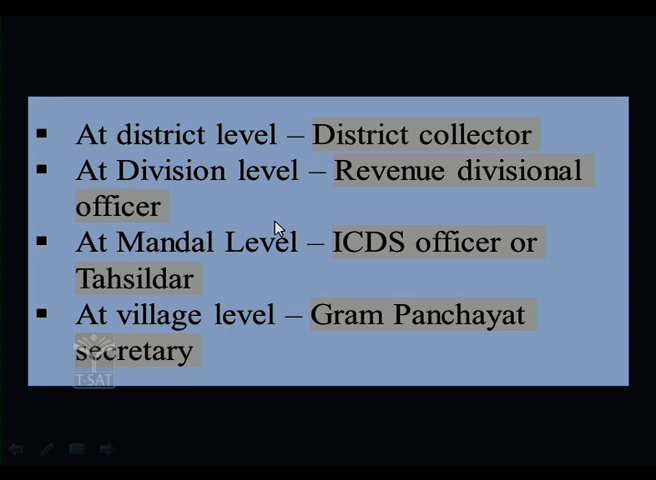 ▪ At district level – District collector
▪ At Division level – Revenue divisional
officer
▪ At Mandal Level – ICDS officer or
Tahsildar
▪ At village level – Gram Panchayat
secretary
T-SAT